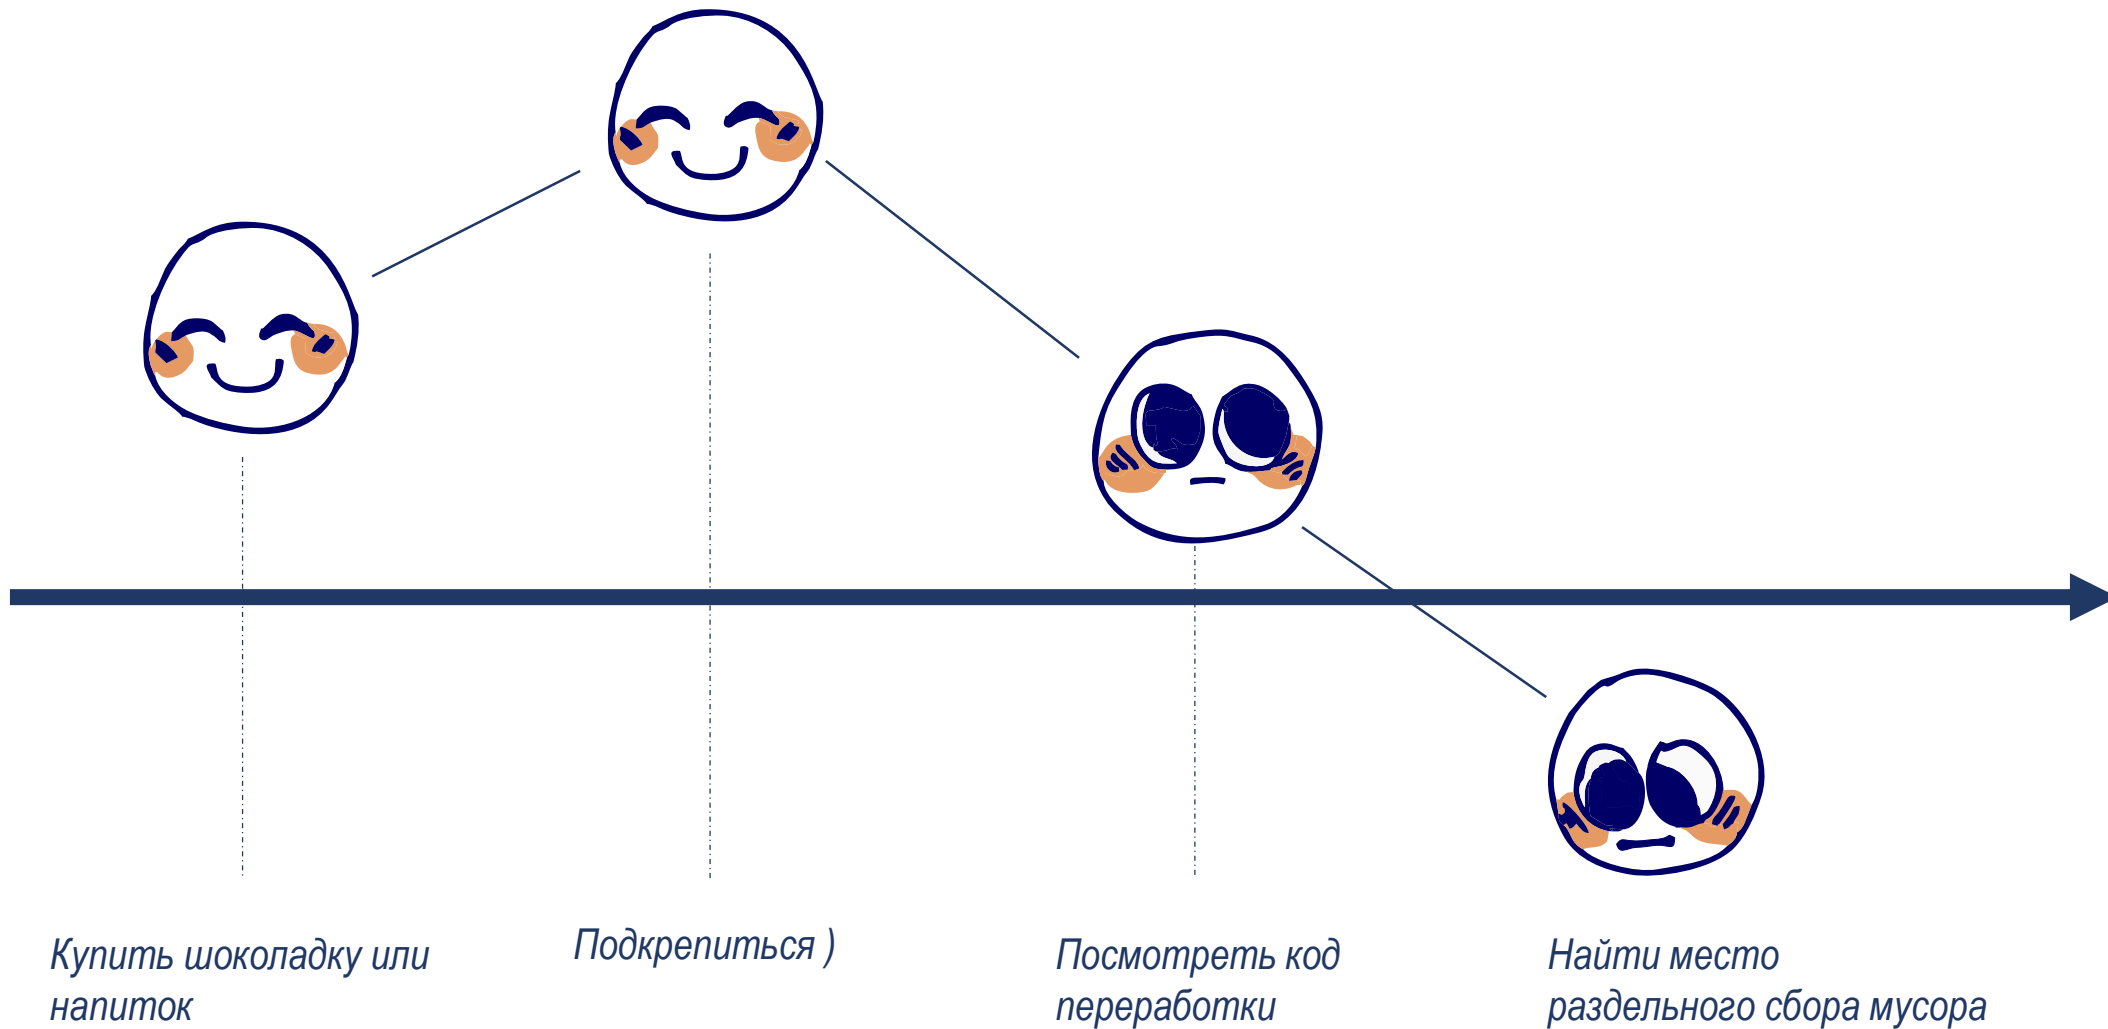 Купить шоколадку или
напиток
Подкрепиться )
Посмотреть код
переработки
Найти место
раздельного сбора мусора